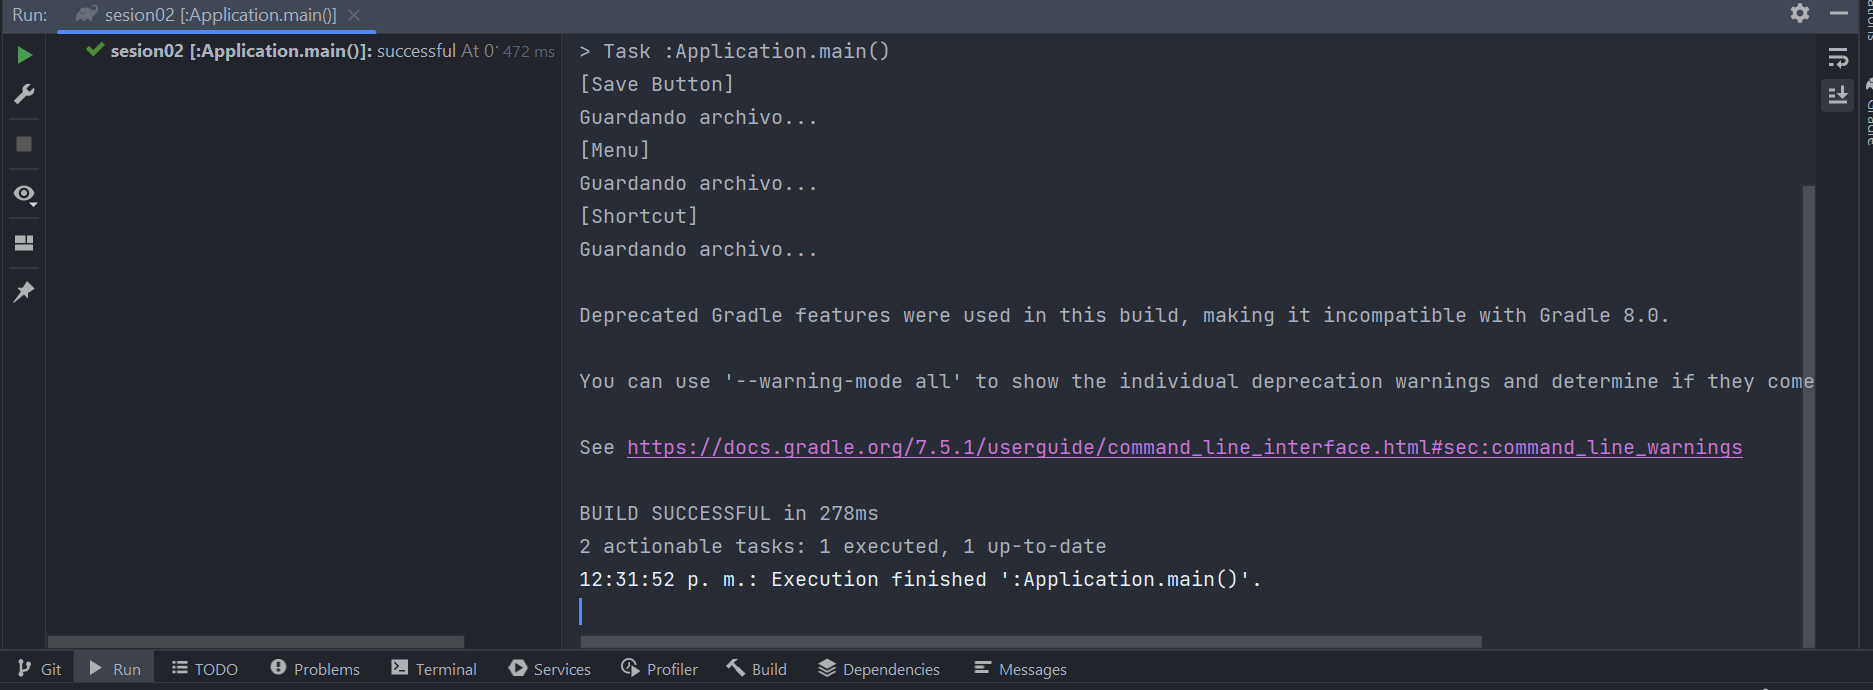 Run: sesion02 [:Application.main()]
sesion02 [:Application.main()]: successful At 472 ms
> Task :Application.main()
[Save Button]
Guardando archivo...
[Menu]
Guardando archivo...
[Shortcut]
Guardando archivo...
Deprecated Gradle features were used in this build, making it incompatible with Gradle 8.0.
You can use '--warning-mode all' to show the individual deprecation warnings and determine if they come
See https://docs.gradle.org/7.5.1/userguide/command_line_interface.html#sec:command_line_warnings
BUILD SUCCESSFUL in 278ms
2 actionable tasks: 1 executed, 1 up-to-date
12:31:52 p. m.: Execution finished ':Application.main()'.
Git Run TODO Problems Terminal Services Profiler Build Dependencies Messages